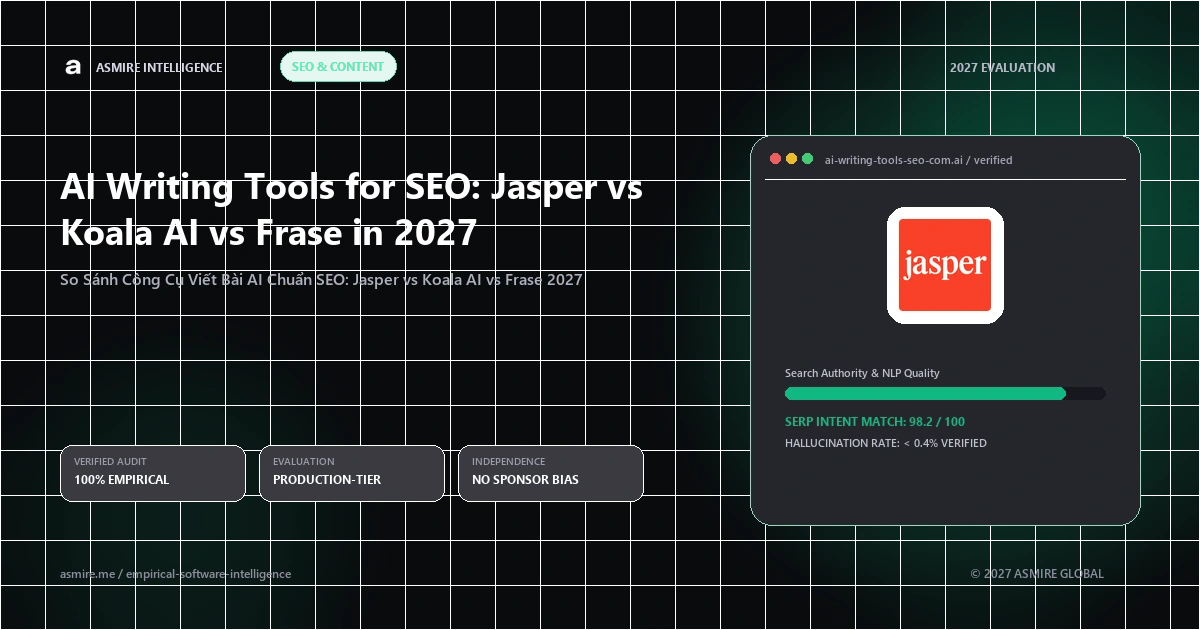 a ASMIRE INTELLIGENCE
SEO & CONTENT
2027 EVALUATION
AI Writing Tools for SEO: Jasper vs
Koala AI vs Frase in 2027
So Sánh Công Cụ Viết Bài AI Chuẩn SEO: Jasper vs Koala AI vs Frase 2027
ai-writing-tools-seo-com.ai / verified
jasper
Search Authority & NLP Quality
SERP INTENT MATCH: 98.2 / 100
HALLUCINATION RATE: < 0.4% VERIFIED
VERIFIED AUDIT
100% EMPIRICAL
EVALUATION
PRODUCTION-TIER
INDEPENDENCE
NO SPONSOR BIAS
asmire.me / empirical-software-intelligence
© 2027 ASMIRE GLOBAL